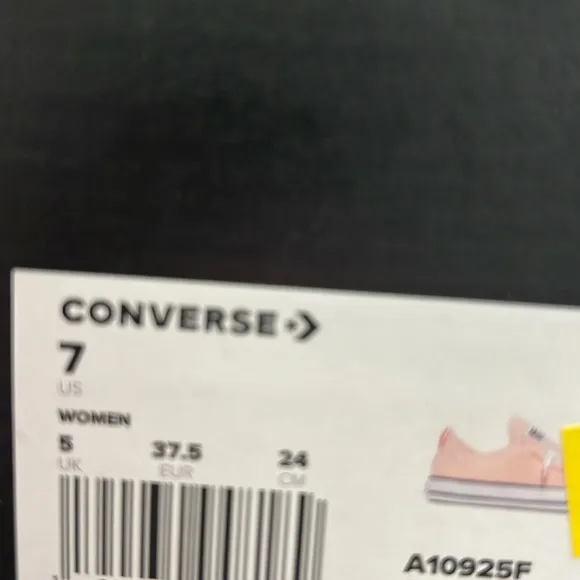 CONVERSE
7
US
WOMEN
5 37.5 24
UK EUR CM
A10925F